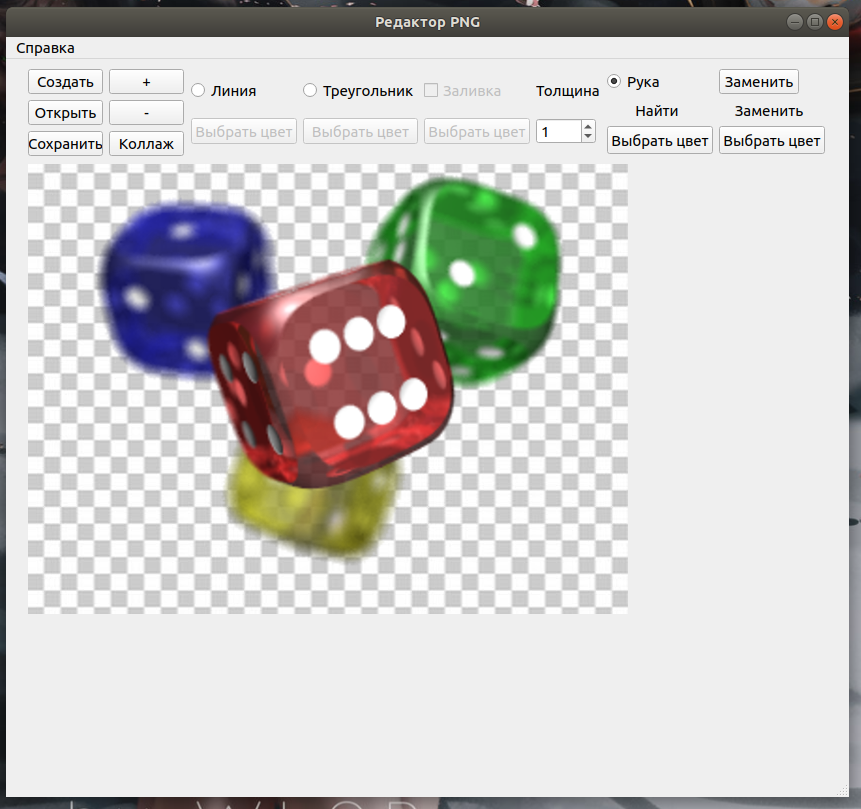 Редактор PNG
Справка
Создать + Линия Треугольник Заливка Толщина Рука Заменить
Открыть - Найти Заменить
Сохранить Коллаж Выбрать цвет Выбрать цвет Выбрать цвет 1 Выбрать цвет Выбрать цвет